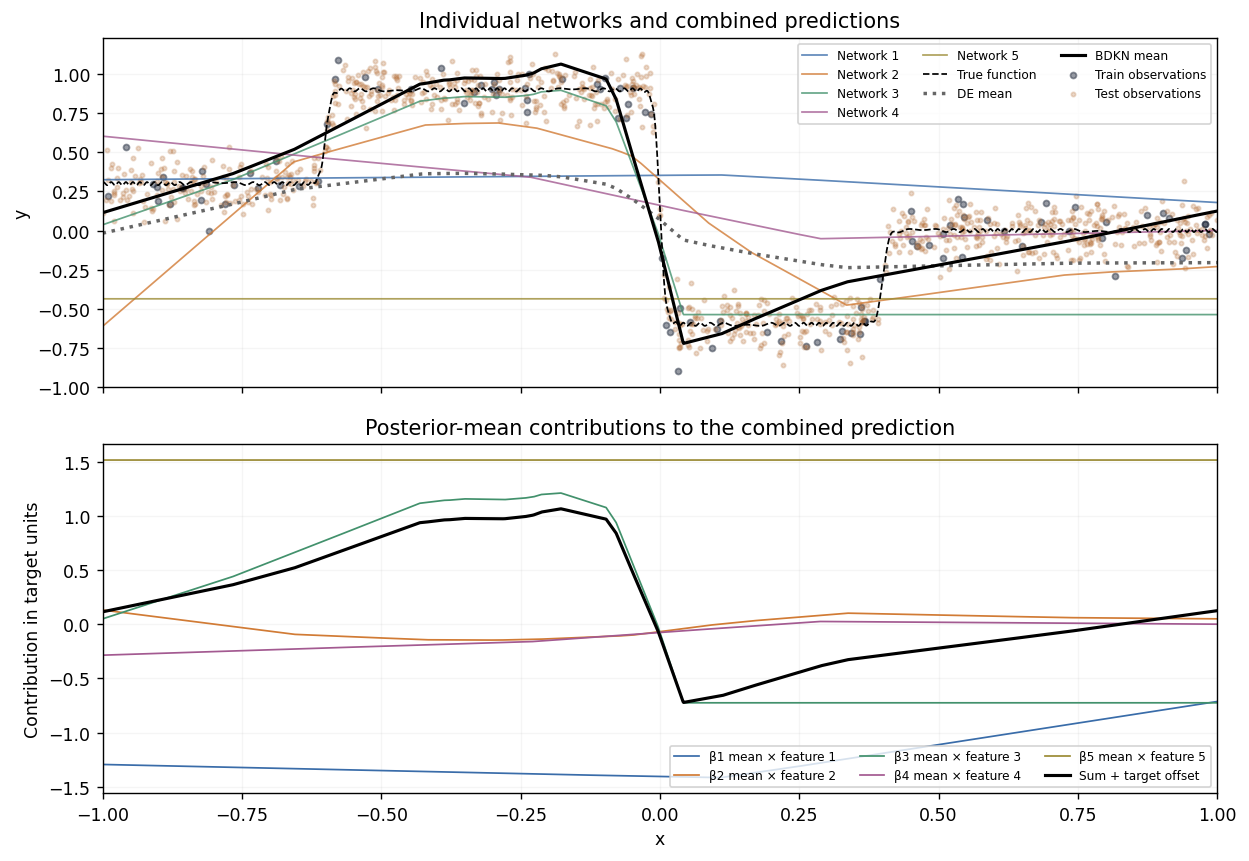 Individual networks and combined predictions
Network 1
Network 2
Network 3
Network 4
Network 5
True function
DE mean
BDKN mean
Train observations
Test observations
1.00
0.75
0.50
0.25
0.00
−0.25
−0.50
−0.75
−1.00
y
Posterior-mean contributions to the combined prediction
1.5
1.0
0.5
0.0
−0.5
−1.0
−1.5
Contribution in target units
β1 mean × feature 1
β2 mean × feature 2
β3 mean × feature 3
β4 mean × feature 4
β5 mean × feature 5
Sum + target offset
−1.00 −0.75 −0.50 −0.25 0.00 0.25 0.50 0.75 1.00
x